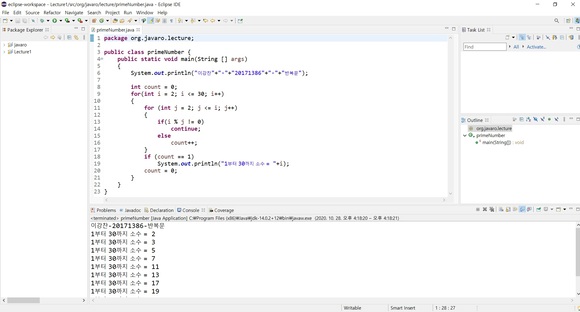 eclipse-workspace - Lecture1/src/org/javaro/lecture/primeNumber.java - Eclipse IDE
File Edit Source Refactor Navigate Search Project Run Window Help
Package Explorer
javaro
Lecture1
primeNumber.java
1 package org.javaro.lecture;
2
3 public class primeNumber {
4 public static void main(String [] args)
5 {
6 System.out.println("이강찬"+"-"+"20171386"+"-"+"반복문");
7
8 int count = 0;
9 for(int i = 2; i <= 30; i++)
10 {
11 for (int j = 2; j <= i; j++)
12 {
13 if(i % j != 0)
14 continue;
15 else
16 count++;
17 }
18 if (count == 1)
19 System.out.println("1부터 30까지 소수 = "+i);
20 count = 0;
21 }
22 }
23 }
Task List
Find
All
Activate...
Outline
org.javaro.lecture
primeNumber
main(String[]) : void
Problems Javadoc Declaration Console Coverage
<terminated> primeNumber [Java Application] C:\Program Files (x86)\Java\jdk-14.0.2+12\bin\javaw.exe (2020. 10. 28. 오후 4:18:20 – 오후 4:18:21)
이강찬-20171386-반복문
1부터 30까지 소수 = 2
1부터 30까지 소수 = 3
1부터 30까지 소수 = 5
1부터 30까지 소수 = 7
1부터 30까지 소수 = 11
1부터 30까지 소수 = 13
1부터 30까지 소수 = 17
1부터 30까지 소수 = 19
Writable
Smart Insert
1 : 28 : 27